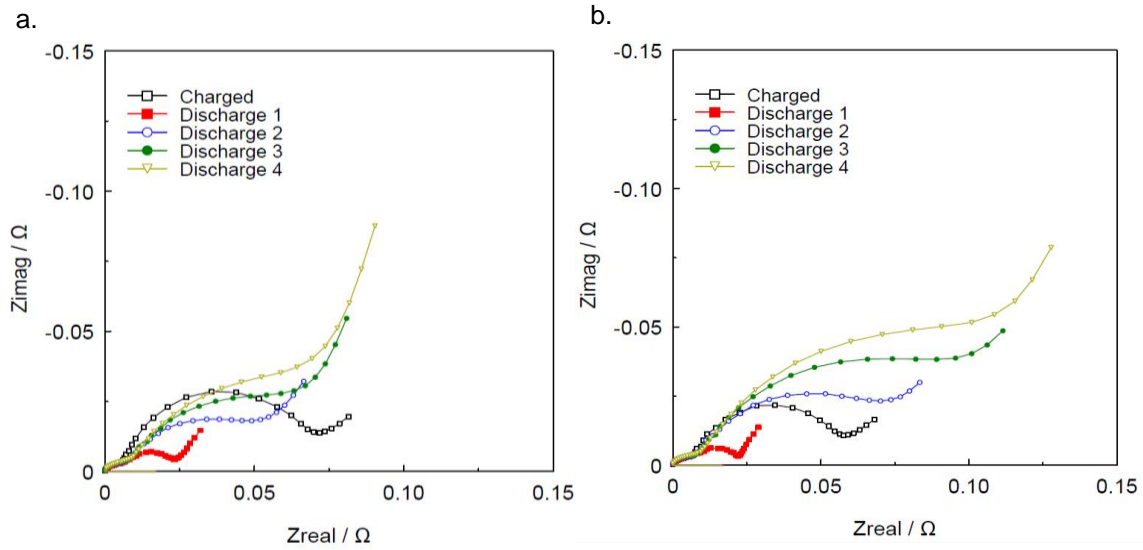 a.
-0.15
-0.10
-0.05
0
0
0.05
0.10
0.15
Zimag / Ω
Zreal / Ω
Charged
Discharge 1
Discharge 2
Discharge 3
Discharge 4
b.
-0.15
-0.10
-0.05
0
0
0.05
0.10
0.15
Zimag / Ω
Zreal / Ω
Charged
Discharge 1
Discharge 2
Discharge 3
Discharge 4